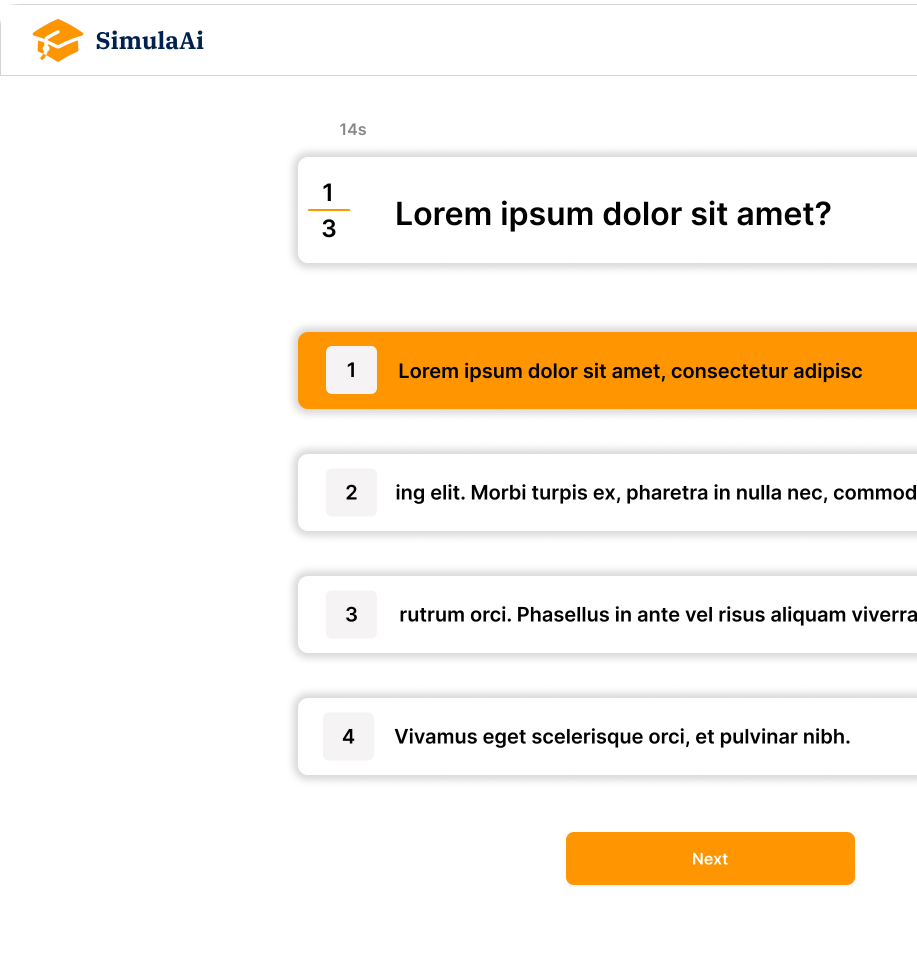 SimulaAi
14s
1
3
Lorem ipsum dolor sit amet?
1
Lorem ipsum dolor sit amet, consectetur adipisc
2
ing elit. Morbi turpis ex, pharetra in nulla nec, commod
3
rutrum orci. Phasellus in ante vel risus aliquam viverra
4
Vivamus eget scelerisque orci, et pulvinar nibh.
Next